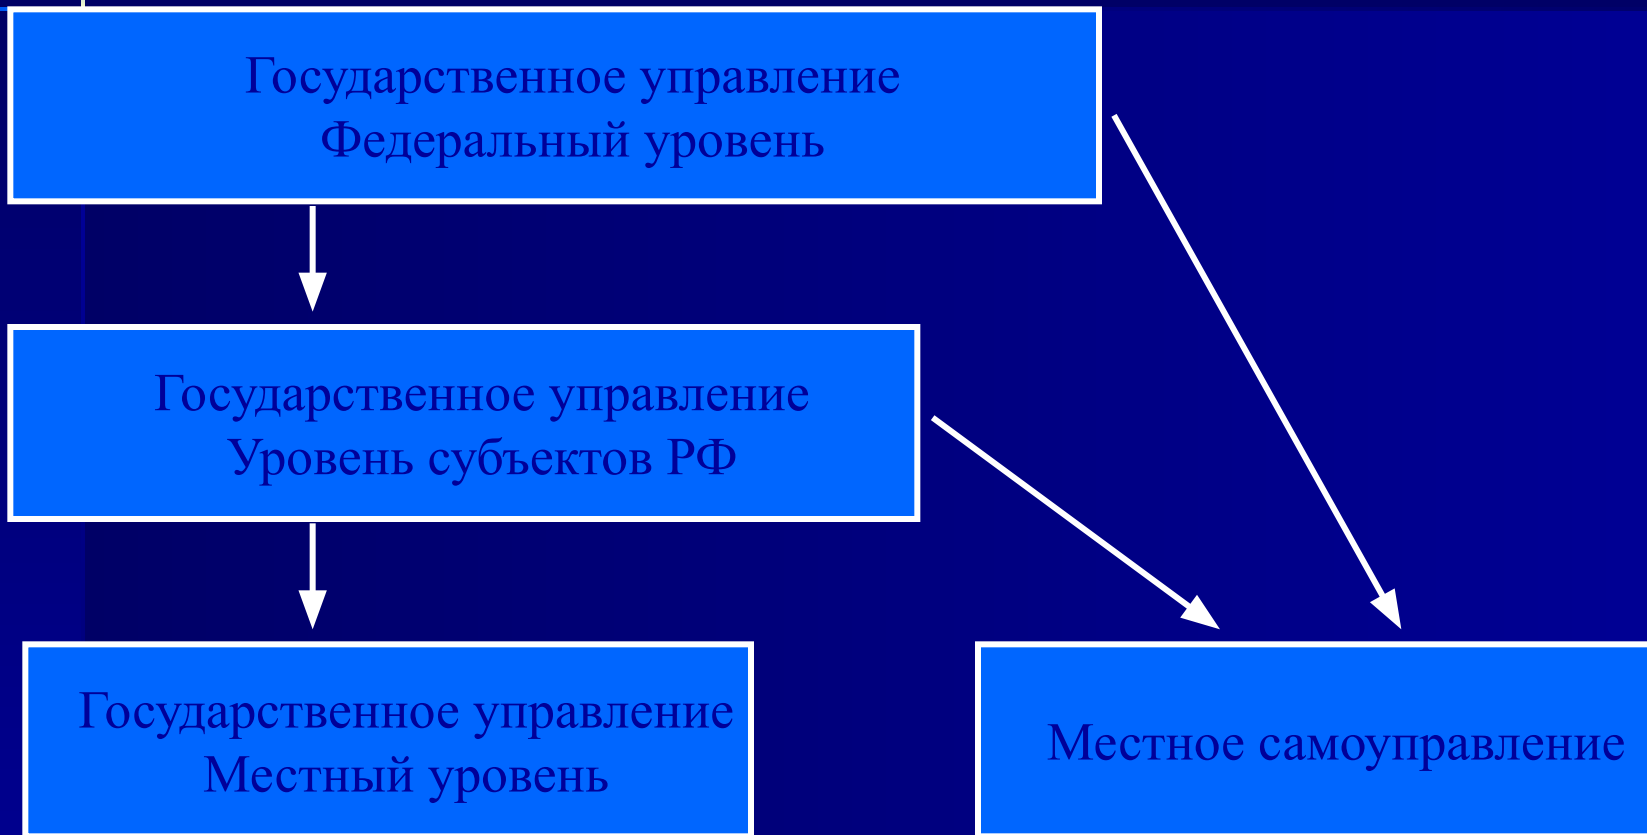 Государственное управление
Федеральный уровень
Государственное управление
Уровень субъектов РФ
Государственное управление
Местный уровень
Местное самоуправление